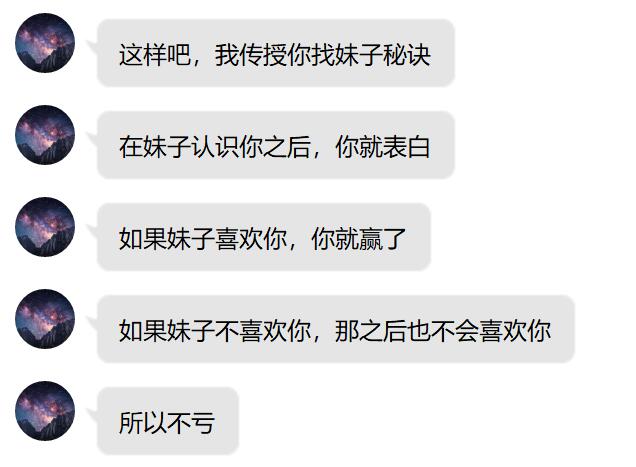 这样吧，我传授你找妹子秘诀
在妹子认识你之后，你就表白
如果妹子喜欢你，你就赢了
如果妹子不喜欢你，那之后也不会喜欢你
所以不亏